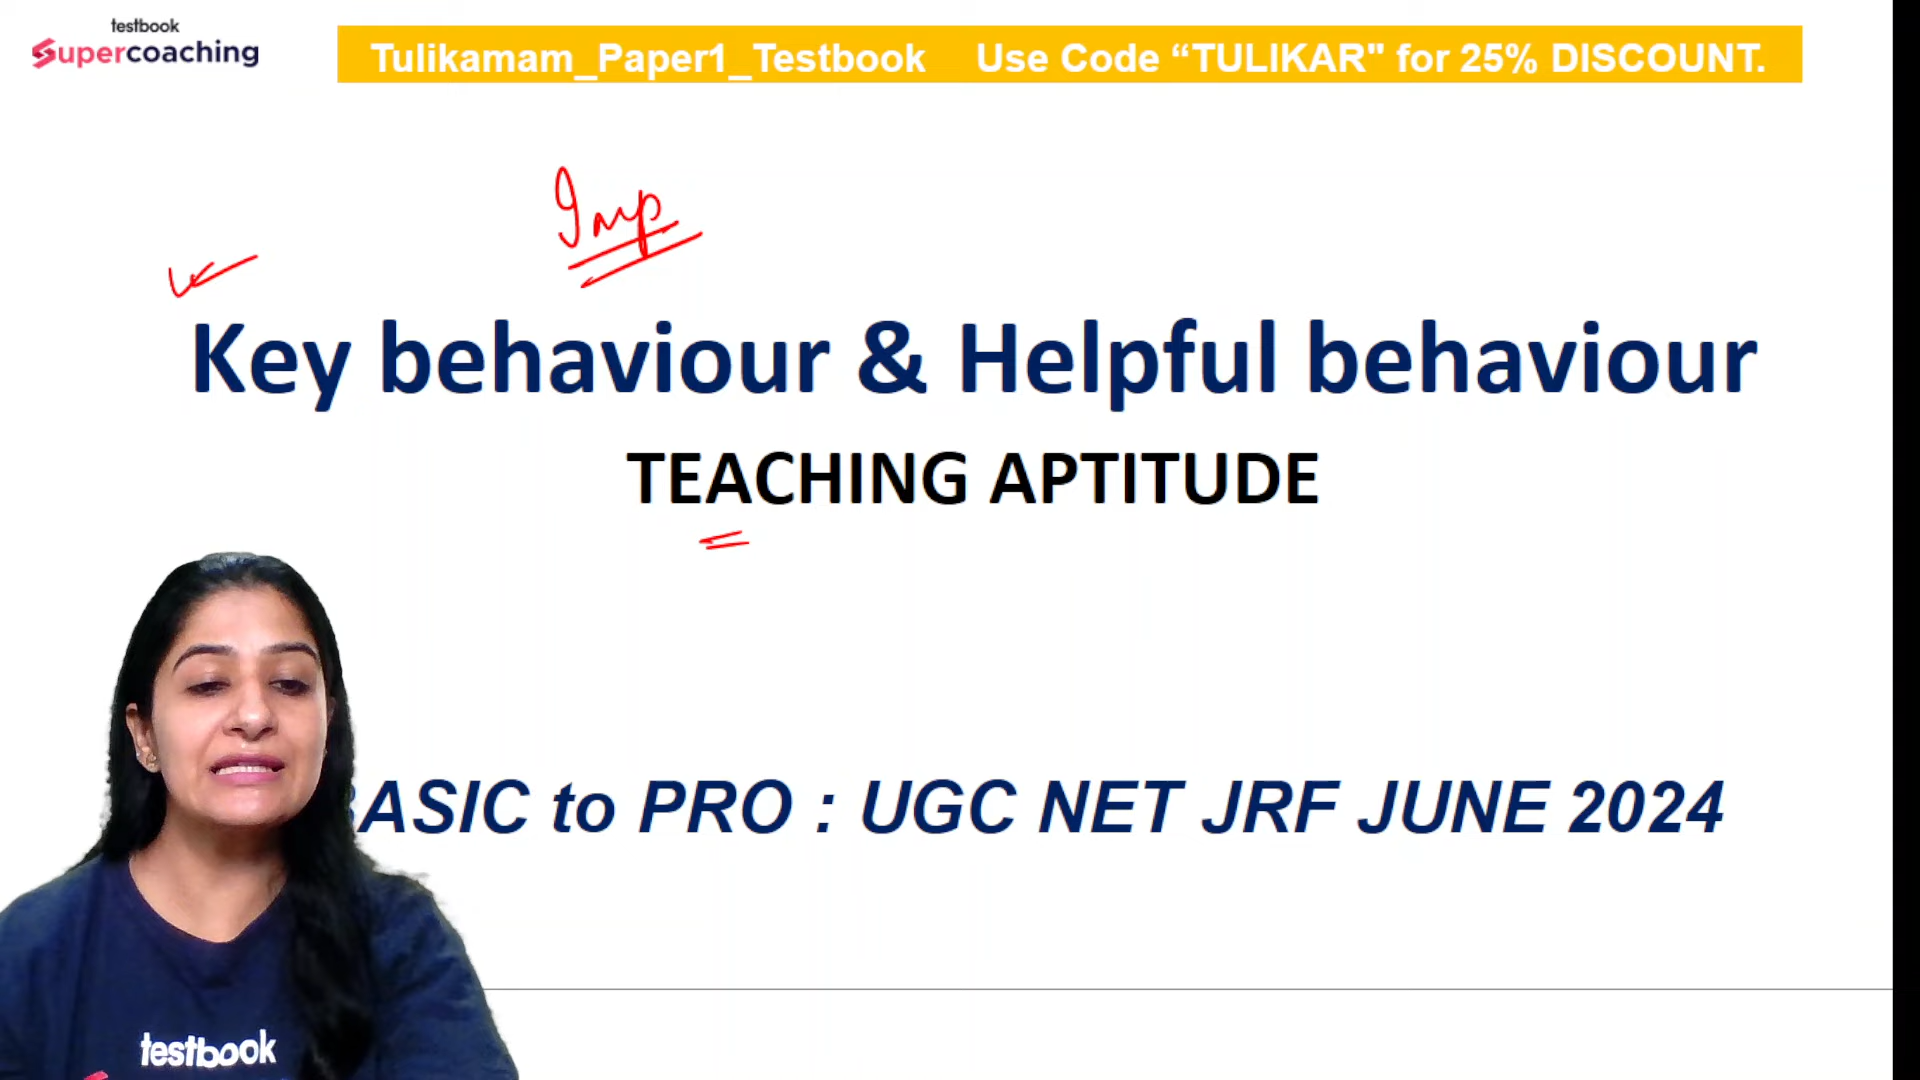 testbook
Supercoaching
Tulikamam_Paper1_Testbook Use Code “TULIKAR" for 25% DISCOUNT.
Imp
Key behaviour & Helpful behaviour
TEACHING APTITUDE
BASIC to PRO : UGC NET JRF JUNE 2024
testbook